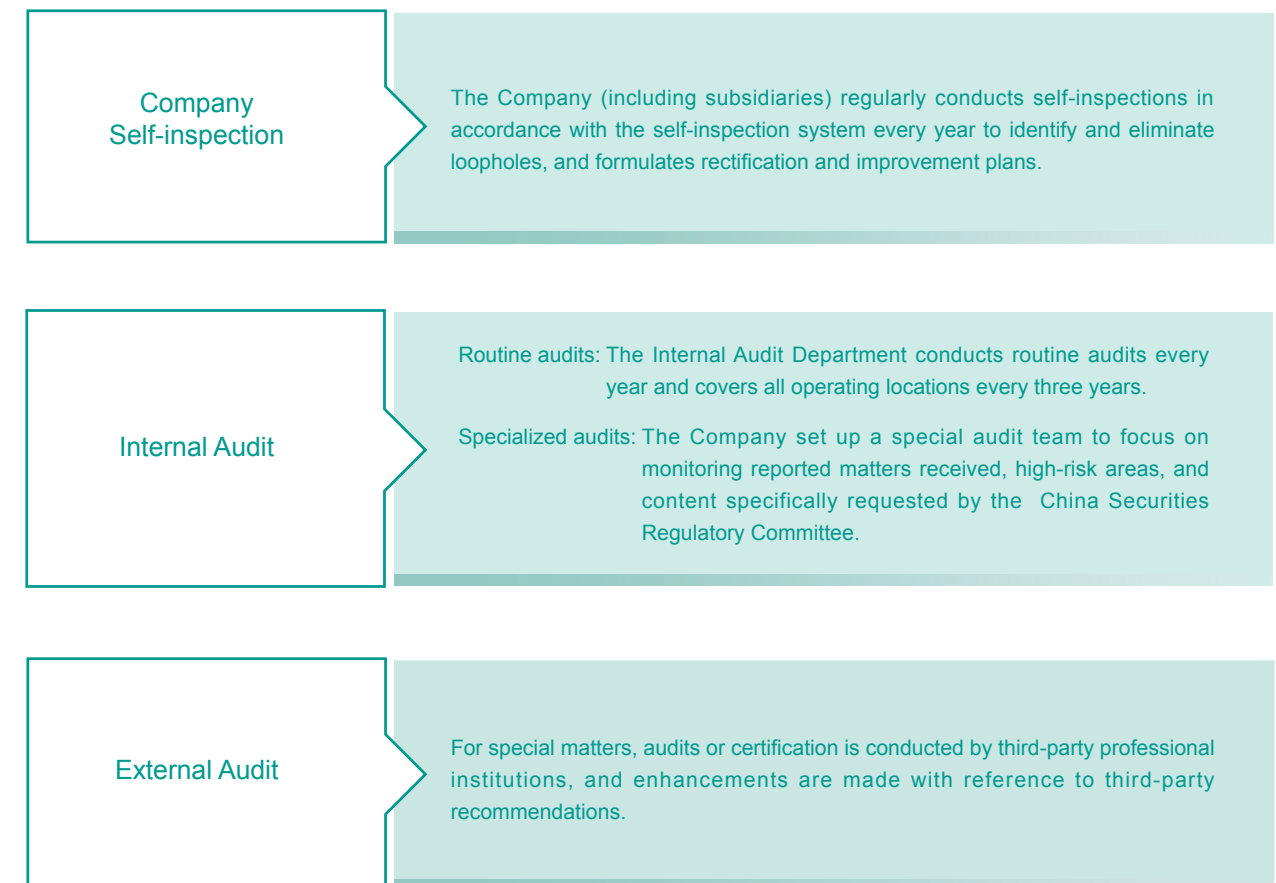 Company
Self-inspection
The Company (including subsidiaries) regularly conducts self-inspections in
accordance with the self-inspection system every year to identify and eliminate
loopholes, and formulates rectification and improvement plans.
Internal Audit
Routine audits: The Internal Audit Department conducts routine audits every
year and covers all operating locations every three years.
Specialized audits: The Company set up a special audit team to focus on
monitoring reported matters received, high-risk areas, and
content specifically requested by the China Securities
Regulatory Committee.
External Audit
For special matters, audits or certification is conducted by third-party professional
institutions, and enhancements are made with reference to third-party
recommendations.